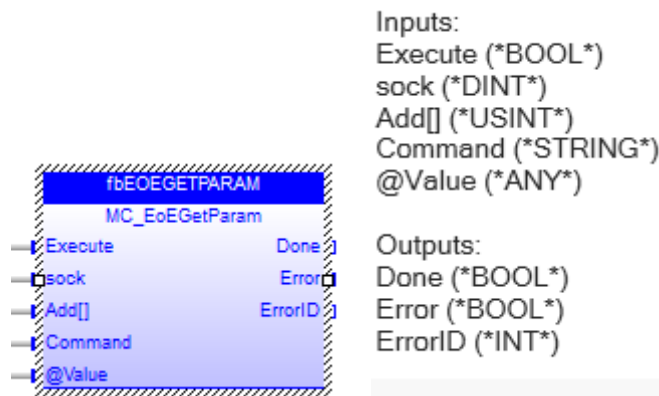 Inputs:
Execute (*BOOL*)
sock (*DINT*)
Add[] (*USINT*)
Command (*STRING*)
@Value (*ANY*)
fbEOEGETPARAM
MC_EoEGetParam
Execute Done
sock Error
Add[] ErrorID
Command
@Value
Outputs:
Done (*BOOL*)
Error (*BOOL*)
ErrorID (*INT*)